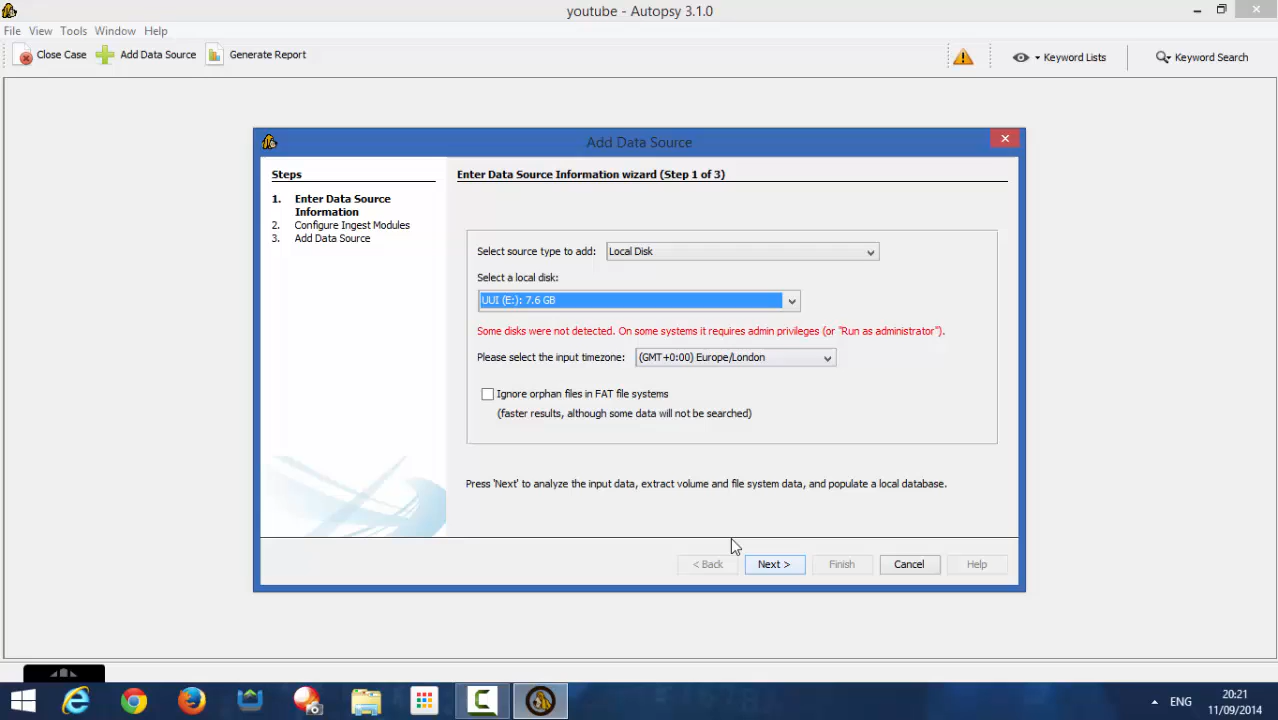 youtube - Autopsy 3.1.0
File View Tools Window Help
Close Case Add Data Source Generate Report Keyword Lists Keyword Search
Add Data Source
Steps
1. Enter Data Source
Information
2. Configure Ingest Modules
3. Add Data Source
Enter Data Source Information wizard (Step 1 of 3)
Select source type to add: Local Disk
Select a local disk:
UUI (E:): 7.6 GB
Some disks were not detected. On some systems it requires admin privileges (or "Run as administrator").
Please select the input timezone: (GMT+0:00) Europe/London
Ignore orphan files in FAT file systems
(faster results, although some data will not be searched)
Press 'Next' to analyze the input data, extract volume and file system data, and populate a local database.
< Back Next > Finish Cancel Help
ENG
20:21
11/09/2014